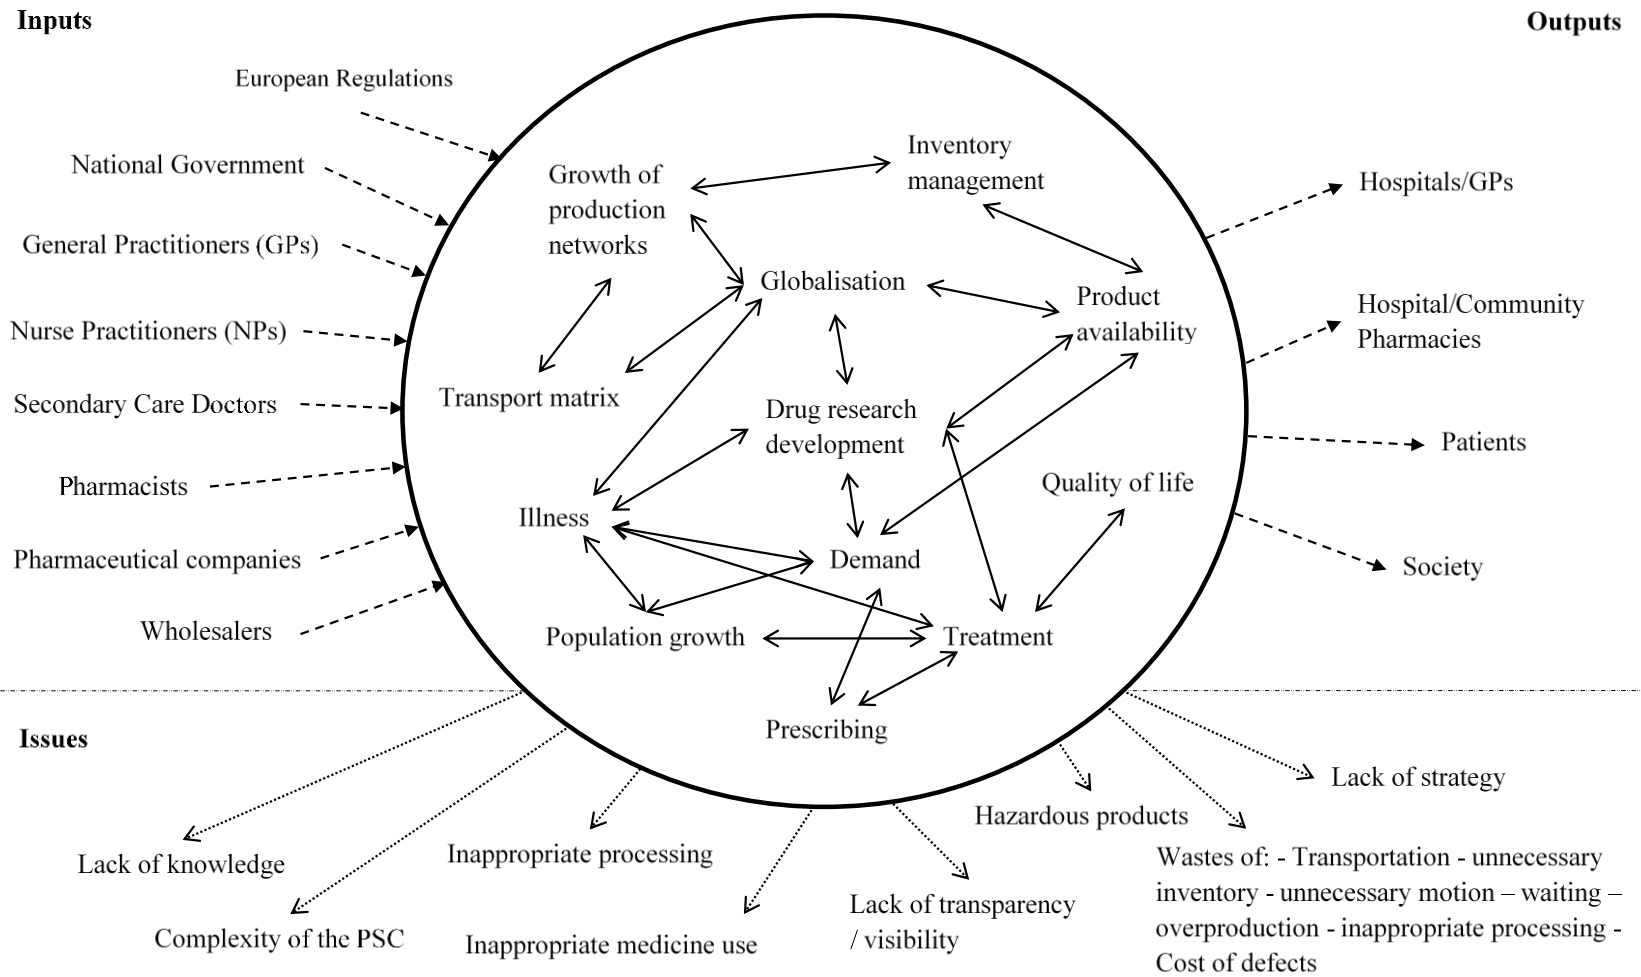 Inputs
Outputs
European Regulations
National Government
General Practitioners (GPs)
Nurse Practitioners (NPs)
Secondary Care Doctors
Pharmacists
Pharmaceutical companies
Wholesalers
Growth of
production
networks
Inventory
management
Globalisation
Product
availability
Transport matrix
Drug research
development
Quality of life
Illness
Demand
Population growth
Treatment
Prescribing
Hospitals/GPs
Hospital/Community
Pharmacies
Patients
Society
Issues
Lack of knowledge
Complexity of the PSC
Inappropriate processing
Inappropriate medicine use
Lack of transparency
/ visibility
Hazardous products
Lack of strategy
Wastes of: - Transportation - unnecessary
inventory - unnecessary motion – waiting –
overproduction - inappropriate processing -
Cost of defects